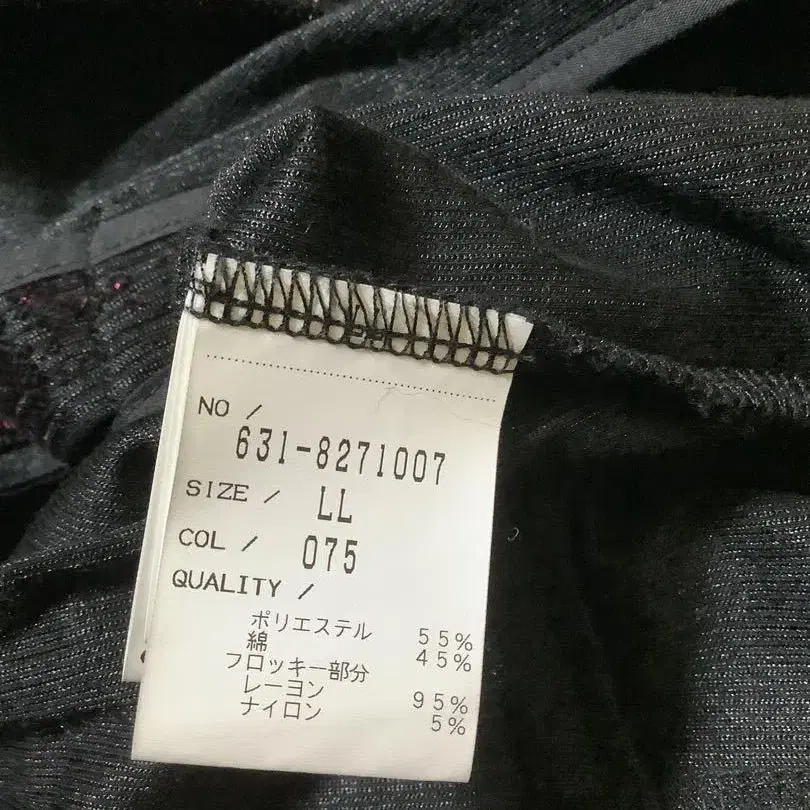 NO / 631-8271007
SIZE / LL
COL / 075
QUALITY /
ポリエステル 55%
綿 45%
フロッキー部分
レーヨン 95%
ナイロン 5%